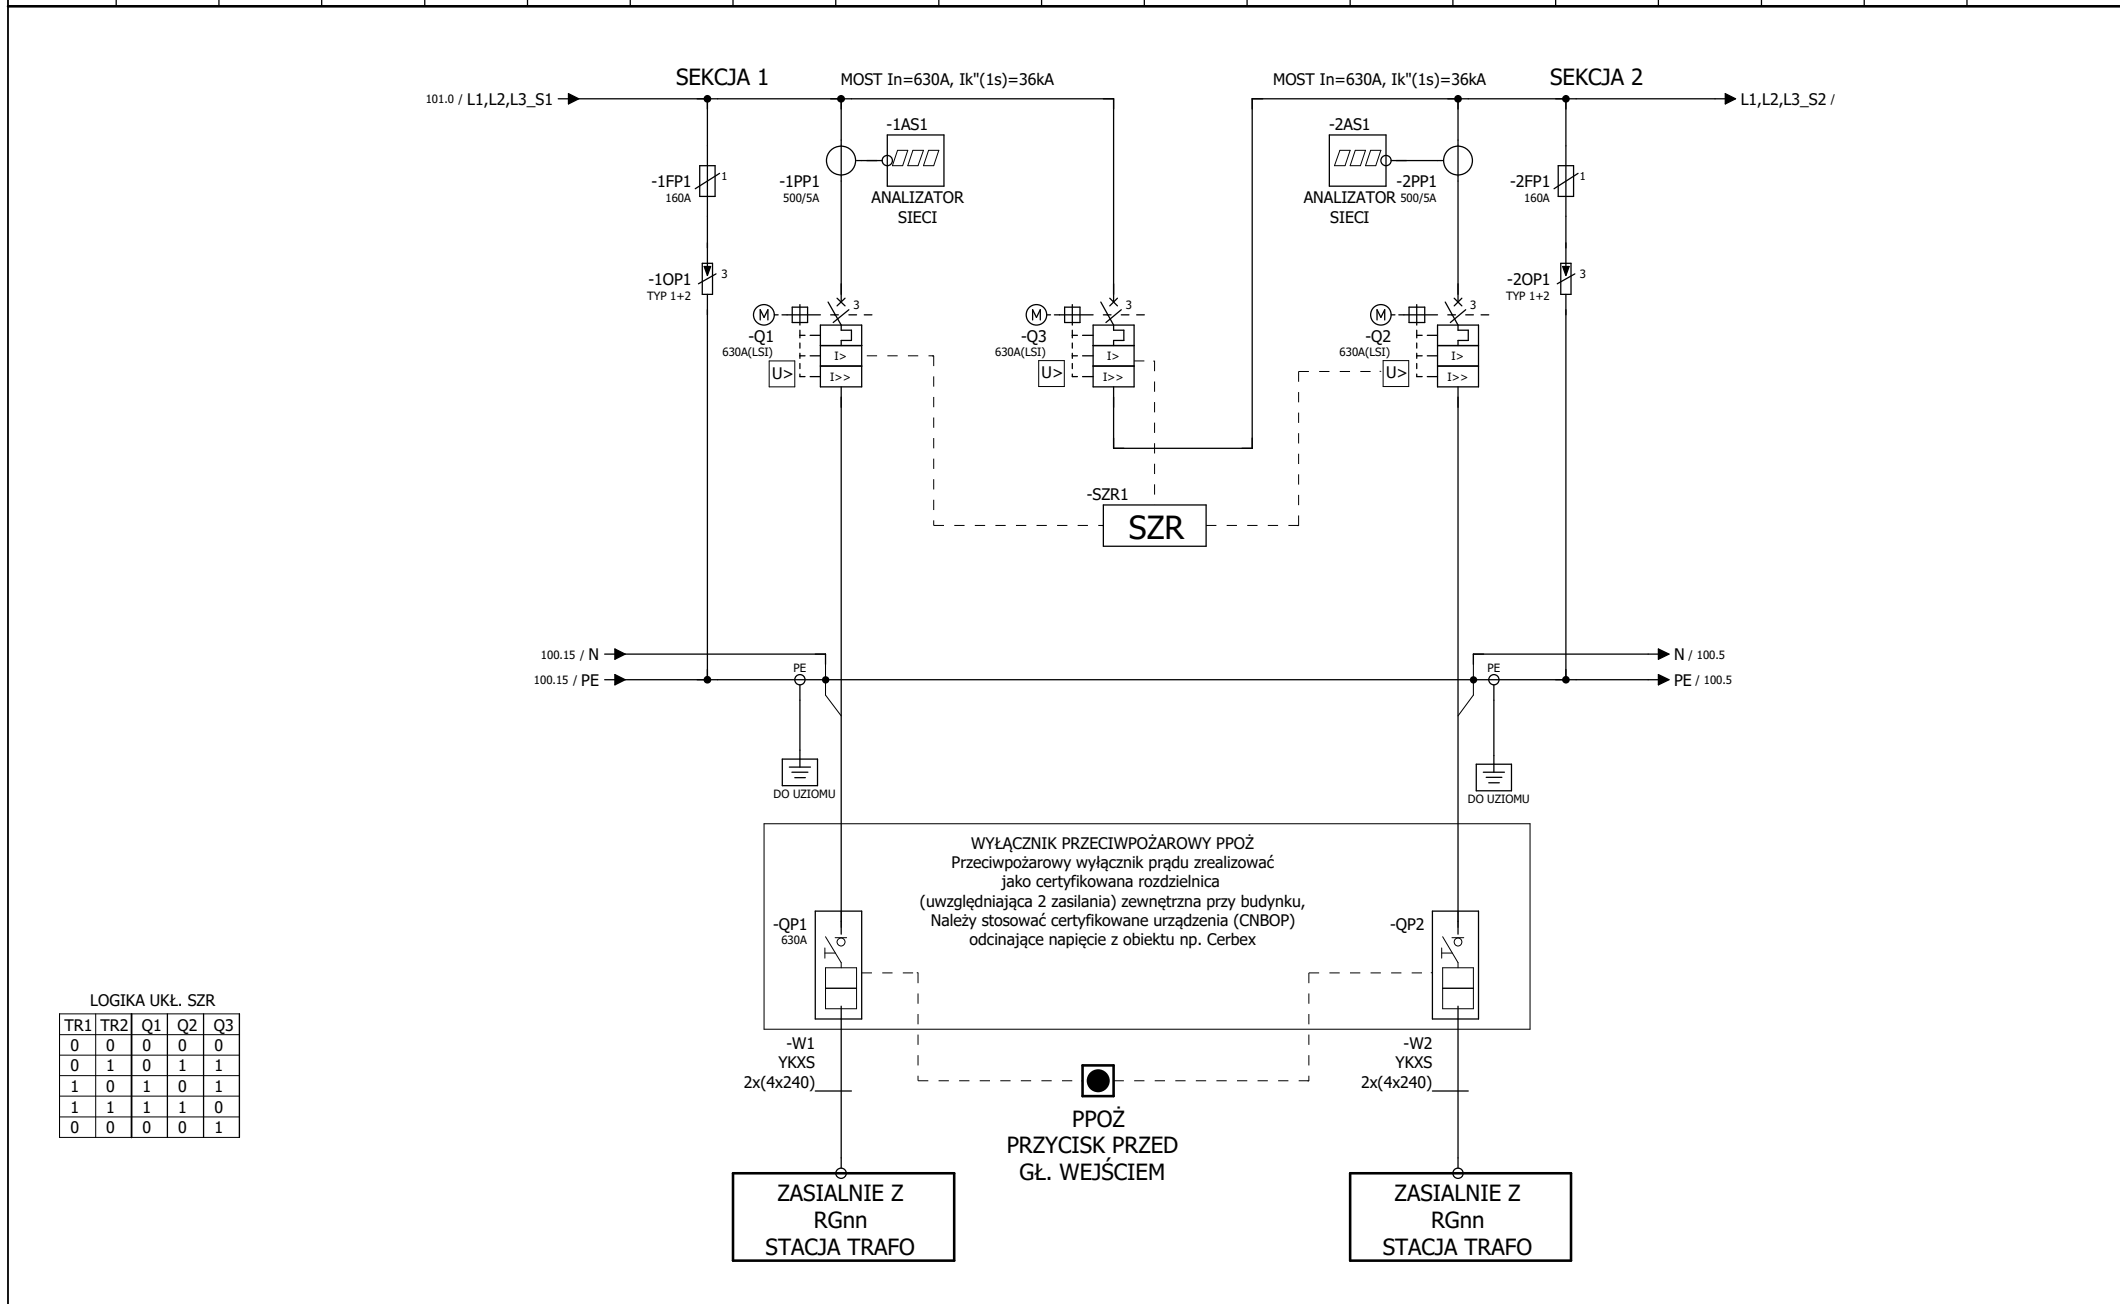 SEKCJA 1
MOST In=630A, Ik"(1s)=36kA
MOST In=630A, Ik"(1s)=36kA
SEKCJA 2
101.0 / L1,L2,L3_S1
L1,L2,L3_S2 /
-1AS1
-2AS1
-1FP1
160A
1
-1PP1
500/5A
ANALIZATOR
SIECI
ANALIZATOR
SIECI
-2PP1
500/5A
-2FP1
160A
1
-1OP1
TYP 1+2
3
-2OP1
TYP 1+2
3
M
3
-Q1
630A(LSI)
U>
I>
I>>
M
3
-Q3
630A(LSI)
U>
I>
I>>
M
3
-Q2
630A(LSI)
U>
I>
I>>
-SZR1
SZR
100.15 / N
N / 100.5
100.15 / PE
PE
PE
PE / 100.5
DO UZIOMU
DO UZIOMU
WYŁĄCZNIK PRZECIWPOŻAROWY PPOŻ
Przeciwpożarowy wyłącznik prądu zrealizować
jako certyfikowana rozdzielnica
(uwzględniająca 2 zasilania) zewnętrzna przy budynku,
Należy stosować certyfikowane urządzenia (CNBOP)
odcinające napięcie z obiektu np. Cerbex
-QP1
630A
-QP2
LOGIKA UKŁ. SZR
TR1 TR2 Q1 Q2 Q3
0 0 0 0 0
0 1 0 1 1
1 0 1 0 1
1 1 1 1 0
0 0 0 0 1
-W1
YKXS
2x(4x240)
-W2
YKXS
2x(4x240)
PPOŻ
PRZYCISK PRZED
GŁ. WEJŚCIEM
ZASIALNIE Z
RGnn
STACJA TRAFO
ZASIALNIE Z
RGnn
STACJA TRAFO